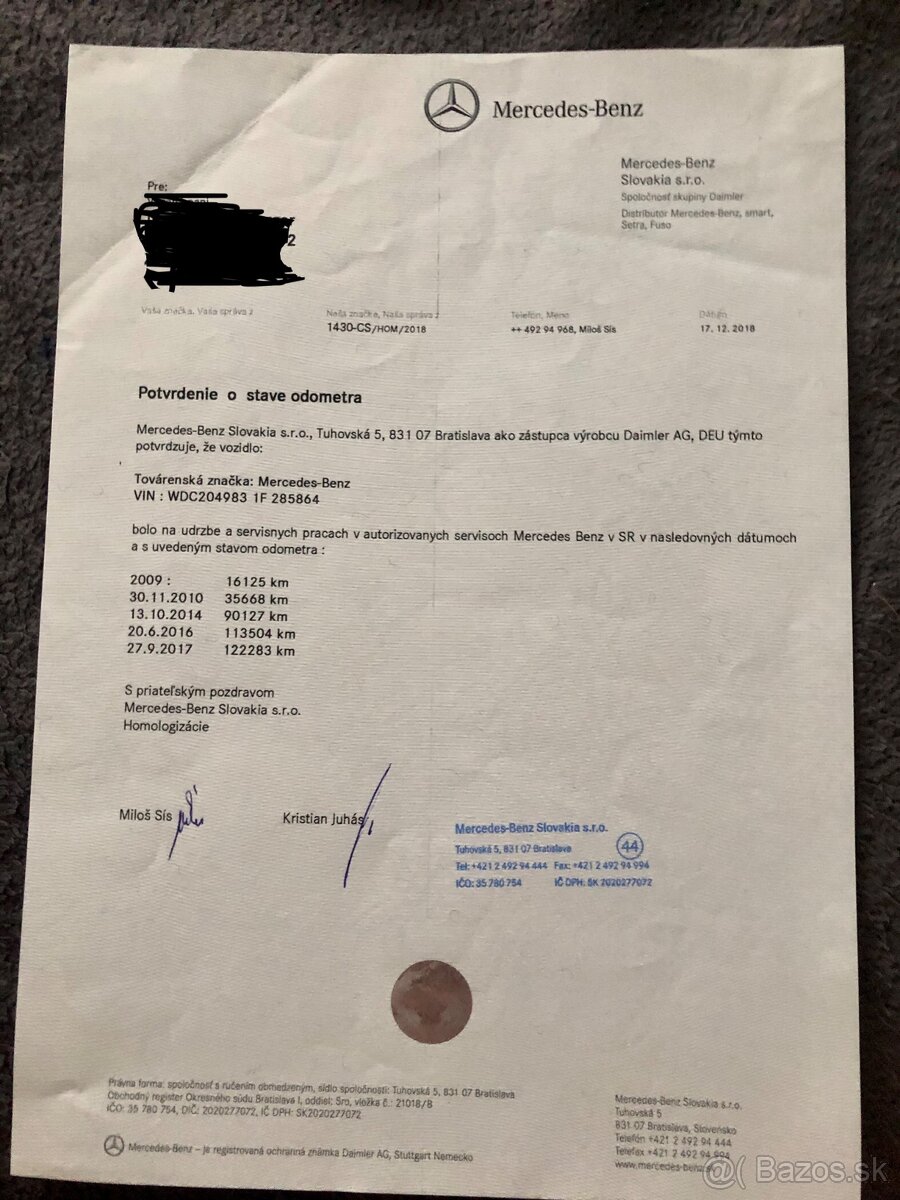 Mercedes-Benz
Mercedes-Benz
Slovakia s.r.o.
Spoločnosť skupiny Daimler
Distribútor Mercedes-Benz, smart,
Setra, Fuso
Pre:
2
Vaša značka, Vaša správa z
Naša značka, Naša správa z
Telefón, Meno
Dátum
1430-CS/HOM/2018
++ 492 94 968, Miloš Sís
17. 12. 2018
Potvrdenie o stave odometra
Mercedes-Benz Slovakia s.r.o., Tuhovská 5, 831 07 Bratislava ako zástupca výrobcu Daimler AG, DEU týmto
potvrdzuje, že vozidlo:
Továrenská značka: Mercedes-Benz
VIN : WDC204983 1F 285864
bolo na udrzbe a servisnych pracach v autorizovanych servisoch Mercedes Benz v SR v nasledovných dátumoch
a s uvedeným stavom odometra :
2009 : 16125 km
30.11.2010 35668 km
13.10.2014 90127 km
20.6.2016 113504 km
27.9.2017 122283 km
S priateľským pozdravom
Mercedes-Benz Slovakia s.r.o.
Homologizácie
Miloš Sís
Kristian Juhás
Mercedes-Benz Slovakia s.r.o.
Tuhovská 5, 831 07 Bratislava
44
Tel: +421 2 492 94 444 Fax: +421 2 492 94 994
IČO: 35 780 754 IČ DPH: SK 2020277072
Právna forma: spoločnosť s ručením obmedzeným, sídlo spoločnosti: Tuhovská 5, 831 07 Bratislava
Obchodný register Okresného súdu Bratislava I, oddiel: Sro, vložka č.: 21018/B
IČO: 35 780 754, DIČ: 2020277072, IČ DPH: SK2020277072
Mercedes-Benz – je registrovaná ochranná známka Daimler AG, Stuttgart Nemecko
Mercedes-Benz Slovakia s.r.o.
Tuhovská 5
831 07 Bratislava, Slovensko
Telefón +421 2 492 94 444
Telefax +421 2 492 94 994
www.mercedes-benz.sk
@( Bazos.sk